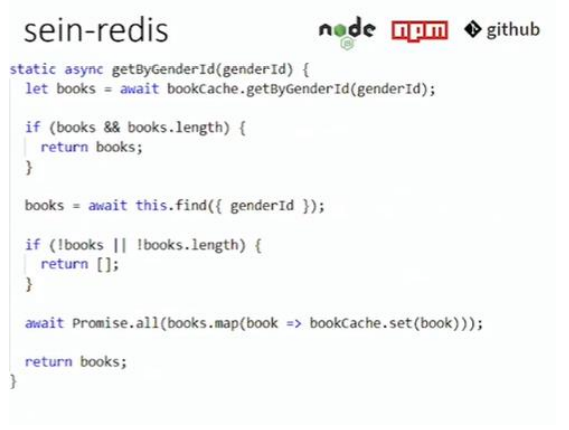 sein-redis
node
JS
npm
github
static async getByGenderId(genderId) {
let books = await bookCache.getByGenderId(genderId);
if (books && books.length) {
return books;
}
books = await this.find({ genderId });
if (!books || !books.length) {
return [];
}
await Promise.all(books.map(book => bookCache.set(book)));
return books;
}